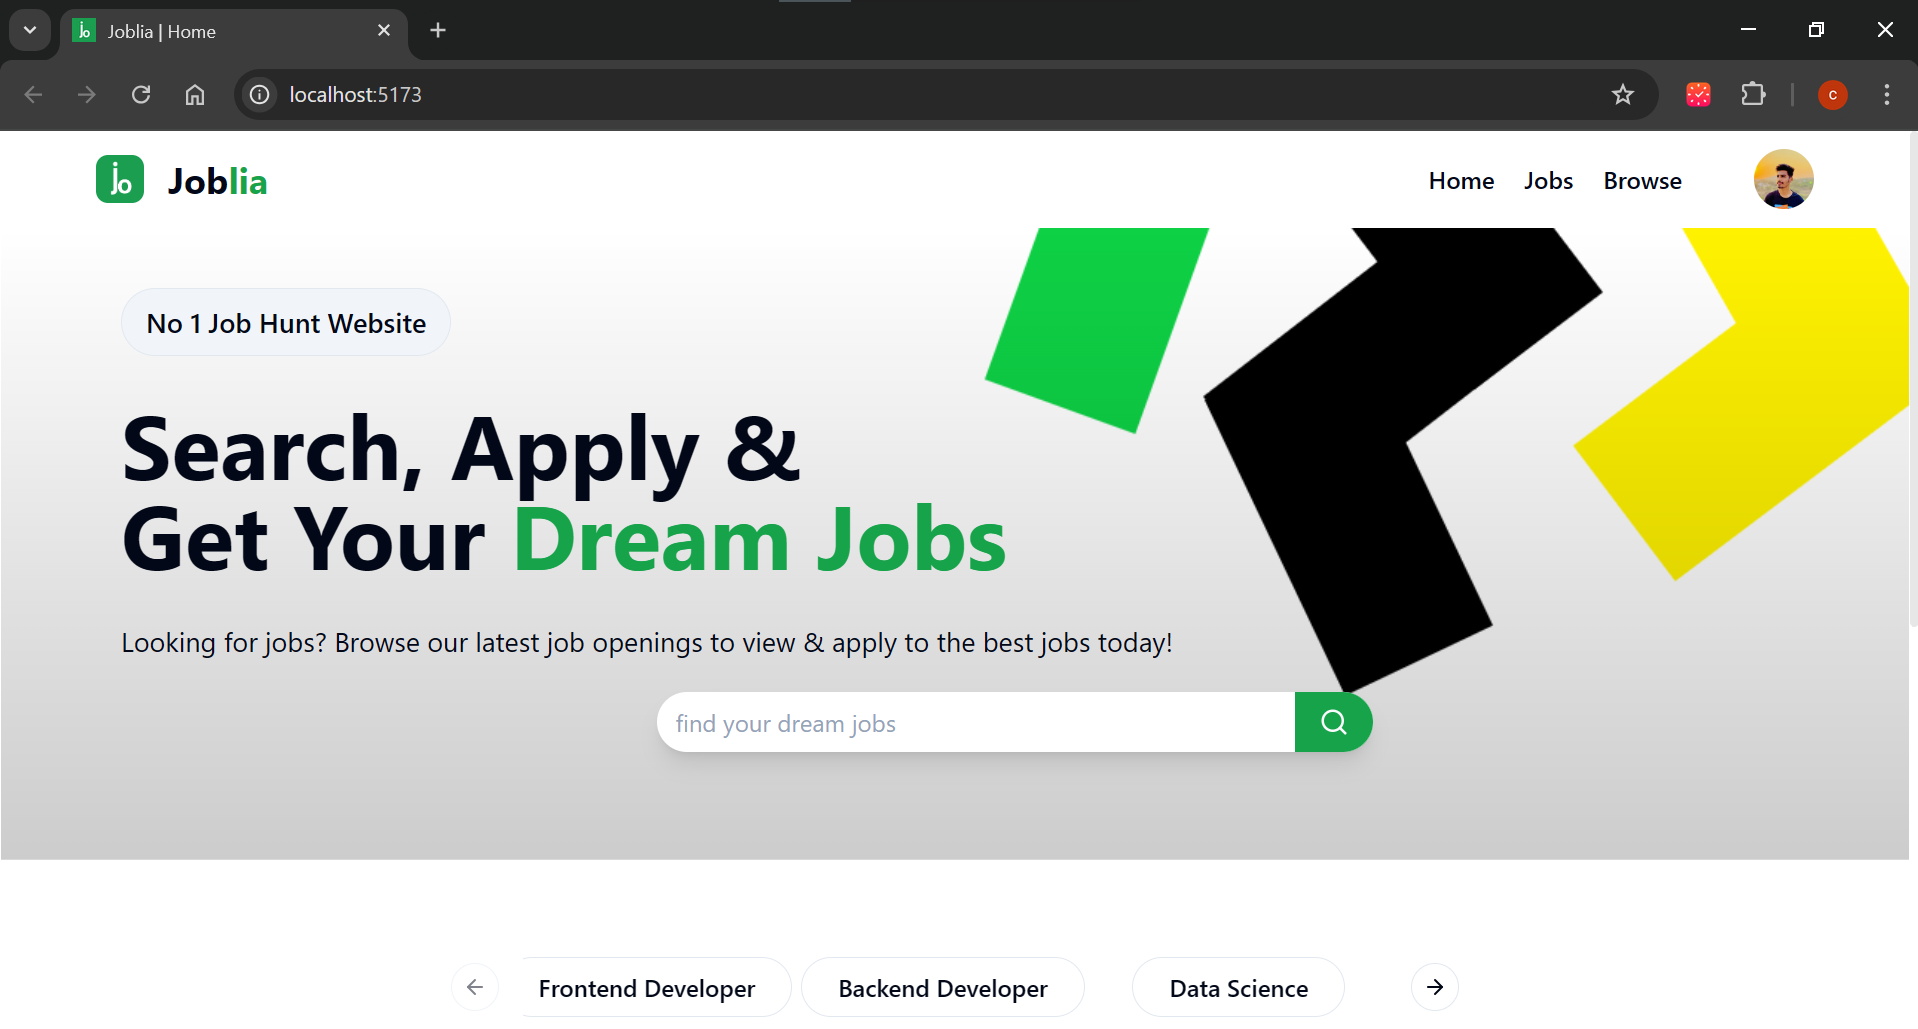 jo Joblia | Home
localhost:5173
c
jo Joblia
Home Jobs Browse
No 1 Job Hunt Website
Search, Apply &
Get Your Dream Jobs
Looking for jobs? Browse our latest job openings to view & apply to the best jobs today!
find your dream jobs
Frontend Developer Backend Developer Data Science